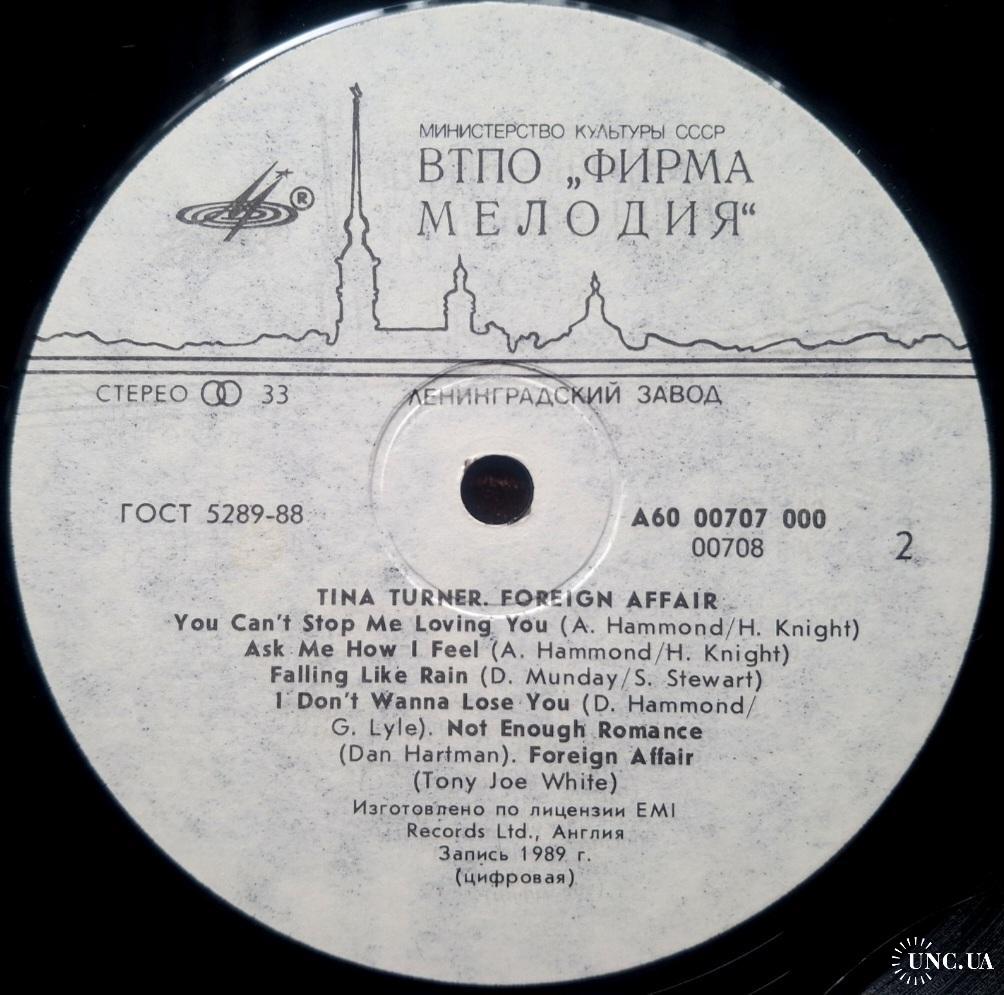 МИНИСТЕРСТВО КУЛЬТУРЫ СССР
ВТПО „ФИРМА
МЕЛОДИЯ“
®
СТЕРЕО 33 ЛЕНИНГРАДСКИЙ ЗАВОД
ГОСТ 5289-88
А60 00707 000
00708
2
TINA TURNER. FOREIGN AFFAIR
You Can't Stop Me Loving You (A. Hammond/H. Knight)
Ask Me How I Feel (A. Hammond/H. Knight)
Falling Like Rain (D. Munday/S. Stewart)
I Don't Wanna Lose You (D. Hammond/
G. Lyle). Not Enough Romance
(Dan Hartman). Foreign Affair
(Tony Joe White)
Изготовлено по лицензии EMI
Records Ltd., Англия
Запись 1989 г.
(цифровая)
UNC.UA